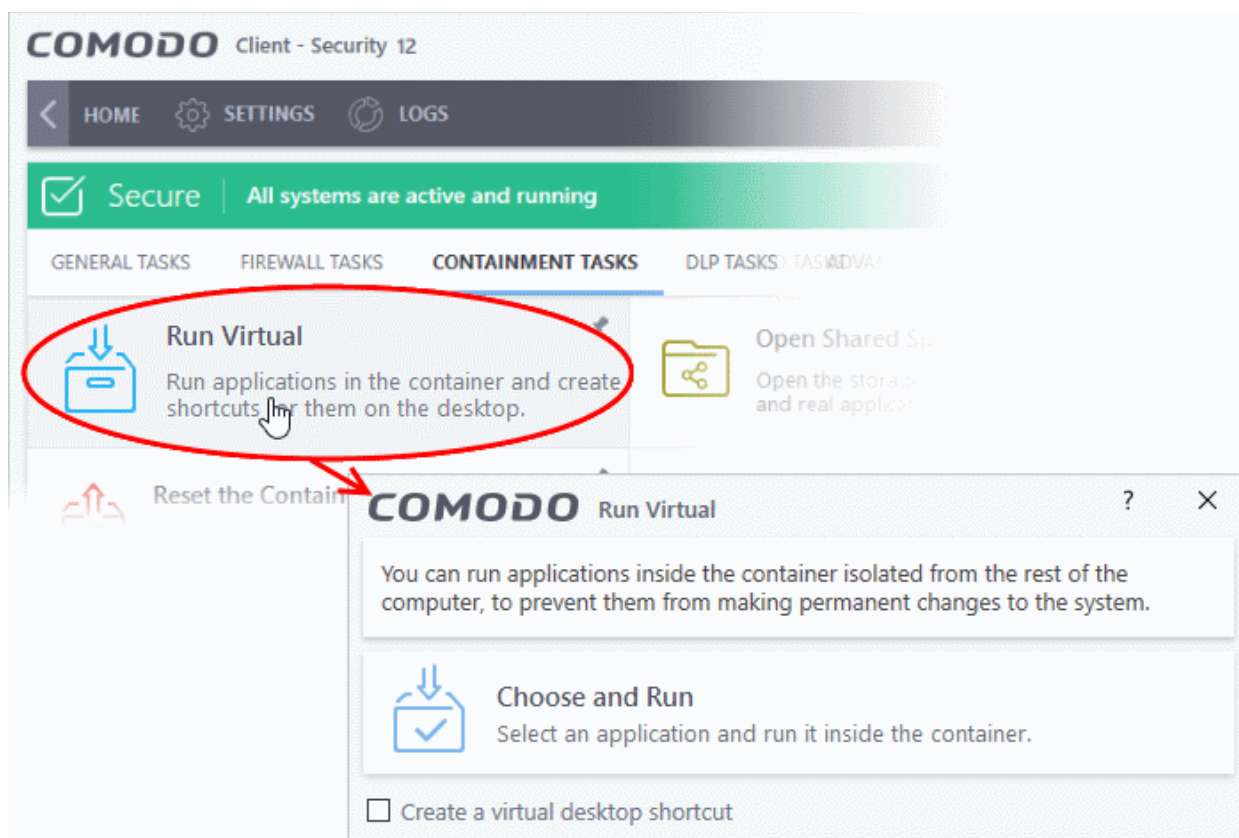 COMODO Client - Security 12
HOME SETTINGS LOGS
Secure All systems are active and running
GENERAL TASKS FIREWALL TASKS CONTAINMENT TASKS DLP TASKS
Run Virtual
Run applications in the container and create
shortcuts for them on the desktop.
Open Shared
Open the
and real
Reset the
COMODO Run Virtual ?
You can run applications inside the container isolated from the rest of the
computer, to prevent them from making permanent changes to the system.
Choose and Run
Select an application and run it inside the container.
Create a virtual desktop shortcut